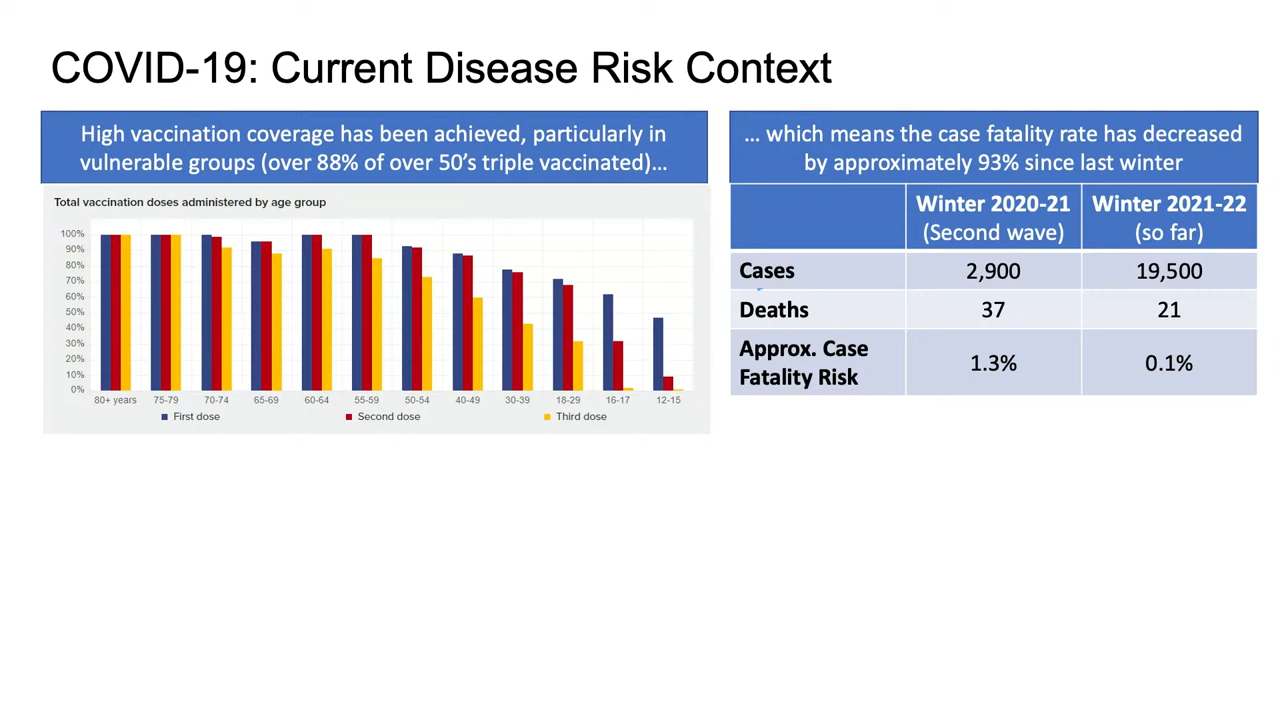 COVID-19: Current Disease Risk Context
High vaccination coverage has been achieved, particularly in
vulnerable groups (over 88% of over 50's triple vaccinated)…
Total vaccination doses administered by age group
100%
90%
80%
70%
60%
50%
40%
30%
20%
10%
0%
80+ years 75-79 70-74 65-69 60-64 55-59 50-54 40-49 30-39 18-29 16-17 12-15
First dose Second dose Third dose
… which means the case fatality rate has decreased
by approximately 93% since last winter
Winter 2020-21 Winter 2021-22
(Second wave) (so far)
Cases 2,900 19,500
Deaths 37 21
Approx. Case
Fatality Risk 1.3% 0.1%